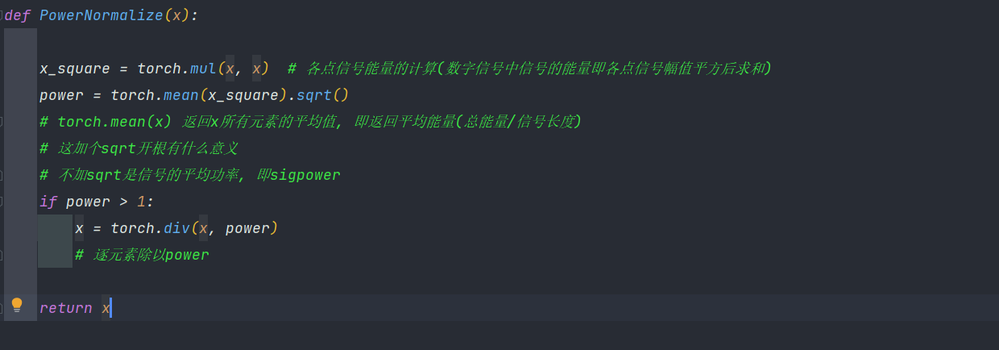 def PowerNormalize(x):
x_square = torch.mul(x, x)  # 各点信号能量的计算(数字信号中信号的能量即各点信号幅值平方后求和)
power = torch.mean(x_square).sqrt()
# torch.mean(x) 返回x所有元素的平均值, 即返回平均能量(总能量/信号长度)
# 这加个sqrt开根有什么意义
# 不加sqrt是信号的平均功率, 即sigpower
if power > 1:
x = torch.div(x, power)
# 逐元素除以power
return x